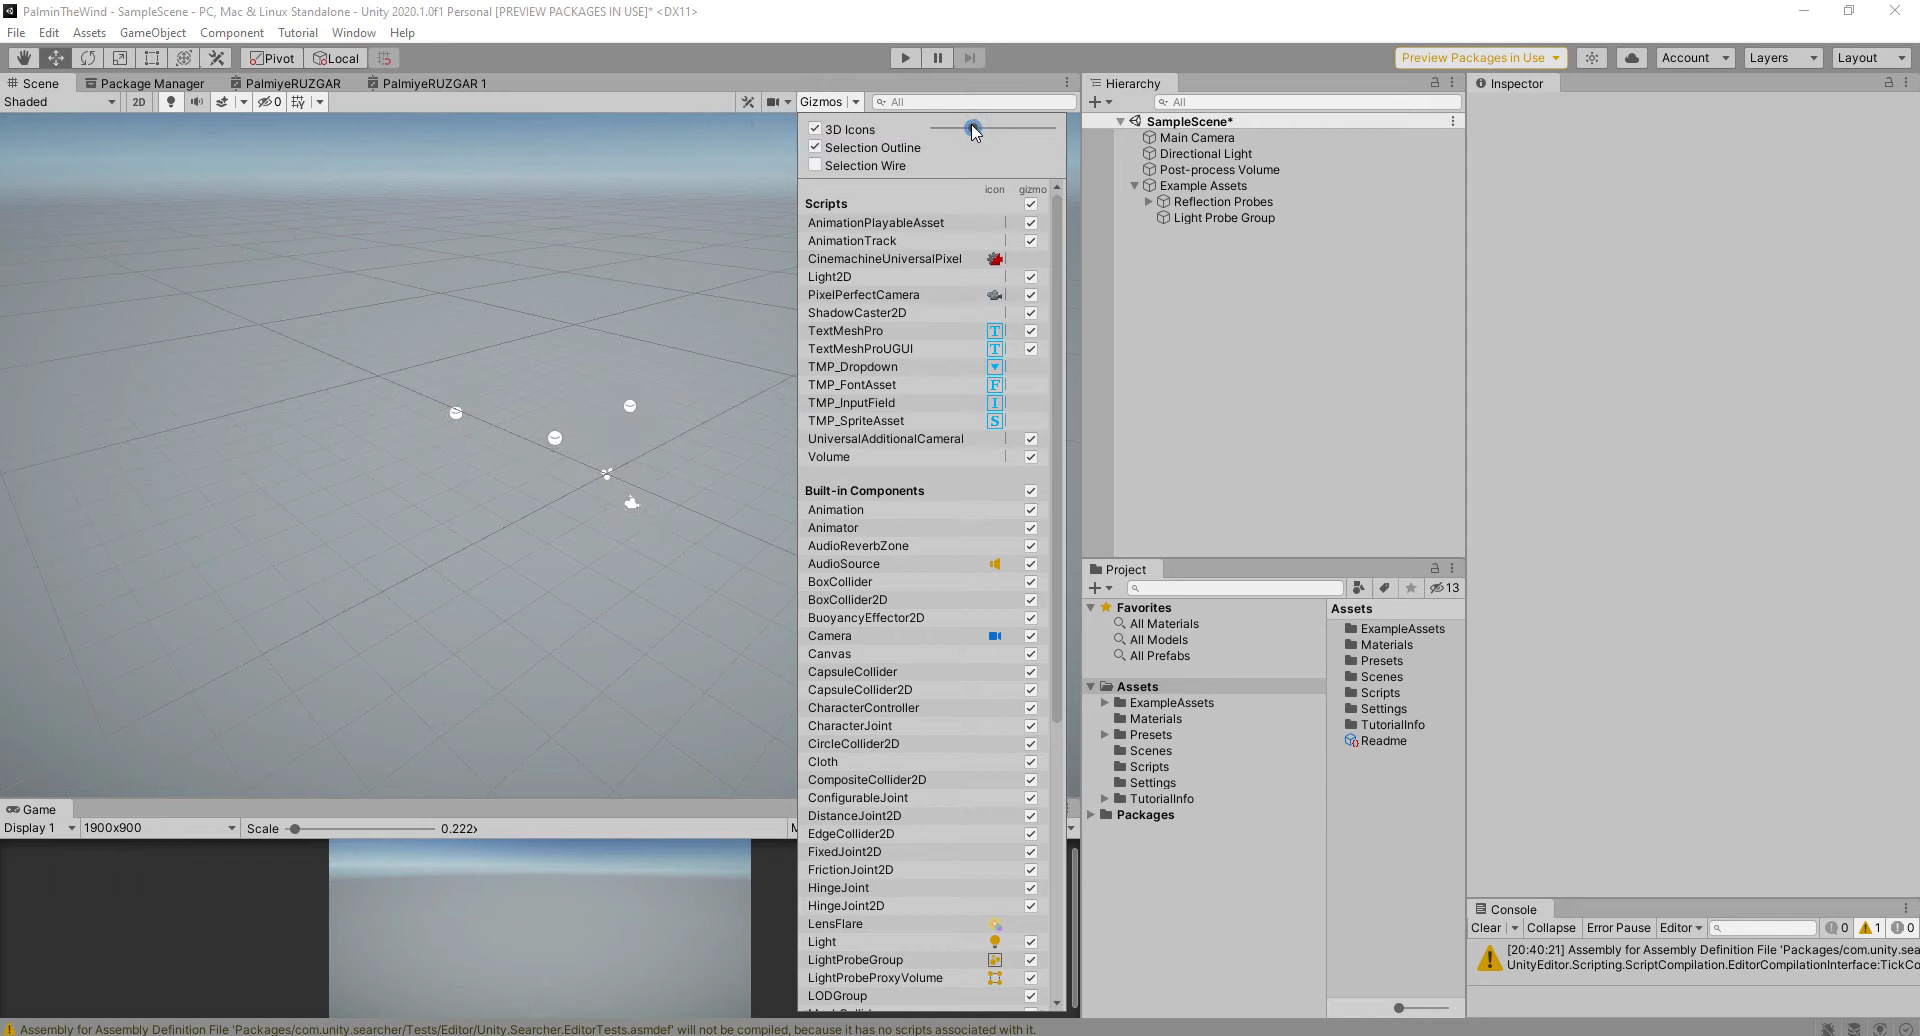 PalminTheWind - SampleScene - PC, Mac & Linux Standalone - Unity 2020.1.0f1 Personal [PREVIEW PACKAGES IN USE]* <DX11>
File Edit Assets GameObject Component Tutorial Window Help
Pivot Local Preview Packages in Use Account Layers Layout
Scene Package Manager PalmiyeRUZGAR PalmiyeRUZGAR 1
Shaded 2D 0 Gizmos All
3D Icons
Selection Outline
Selection Wire
icon gizmo
Scripts
AnimationPlayableAsset
AnimationTrack
CinemachineUniversalPixel
Light2D
PixelPerfectCamera
ShadowCaster2D
TextMeshPro T
TextMeshProUGUI T
TMP_Dropdown
TMP_FontAsset F
TMP_InputField I
TMP_SpriteAsset S
UniversalAdditionalCameral
Volume
Built-in Components
Animation
Animator
AudioReverbZone
AudioSource
BoxCollider
BoxCollider2D
BuoyancyEffector2D
Camera
Canvas
CapsuleCollider
CapsuleCollider2D
CharacterController
CharacterJoint
CircleCollider2D
Cloth
CompositeCollider2D
ConfigurableJoint
DistanceJoint2D
EdgeCollider2D
FixedJoint2D
FrictionJoint2D
HingeJoint
HingeJoint2D
LensFlare
Light
LightProbeGroup
LightProbeProxyVolume
LODGroup
Hierarchy
All
SampleScene*
Main Camera
Directional Light
Post-process Volume
Example Assets
Reflection Probes
Light Probe Group
Inspector
Project
13
Favorites
All Materials
All Models
All Prefabs
Assets
ExampleAssets
Materials
Presets
Scenes
Scripts
Settings
TutorialInfo
Packages
Assets
ExampleAssets
Materials
Presets
Scenes
Scripts
Settings
TutorialInfo
Readme
Game
Display 1 1900x900 Scale 0.222x M
Console
Clear Collapse Error Pause Editor 0 1 0
[20:40:21] Assembly for Assembly Definition File 'Packages/com.unity.sea
UnityEditor.Scripting.ScriptCompilation.EditorCompilationInterface:TickCo
Assembly for Assembly Definition File 'Packages/com.unity.searcher/Tests/Editor/Unity.Searcher.EditorTests.asmdef' will not be compiled, because it has no scripts associated with it.